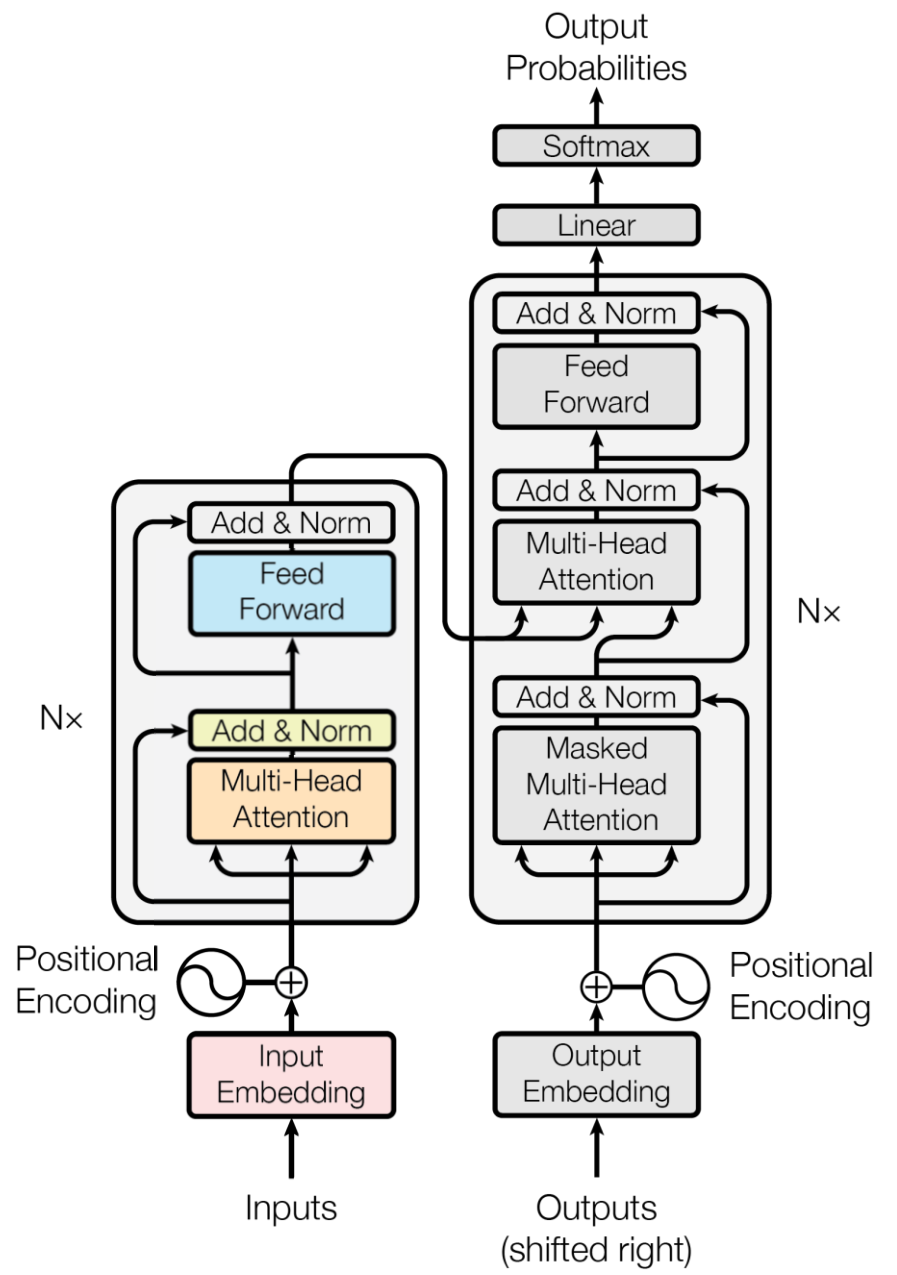 Output
Probabilities
Softmax
Linear
Add & Norm
Feed
Forward
Add & Norm
Multi-Head
Attention
N×
Add & Norm
Masked
Multi-Head
Attention
Add & Norm
Feed
Forward
N×
Add & Norm
Multi-Head
Attention
Positional
Encoding
Positional
Encoding
Input
Embedding
Output
Embedding
Inputs
Outputs
(shifted right)